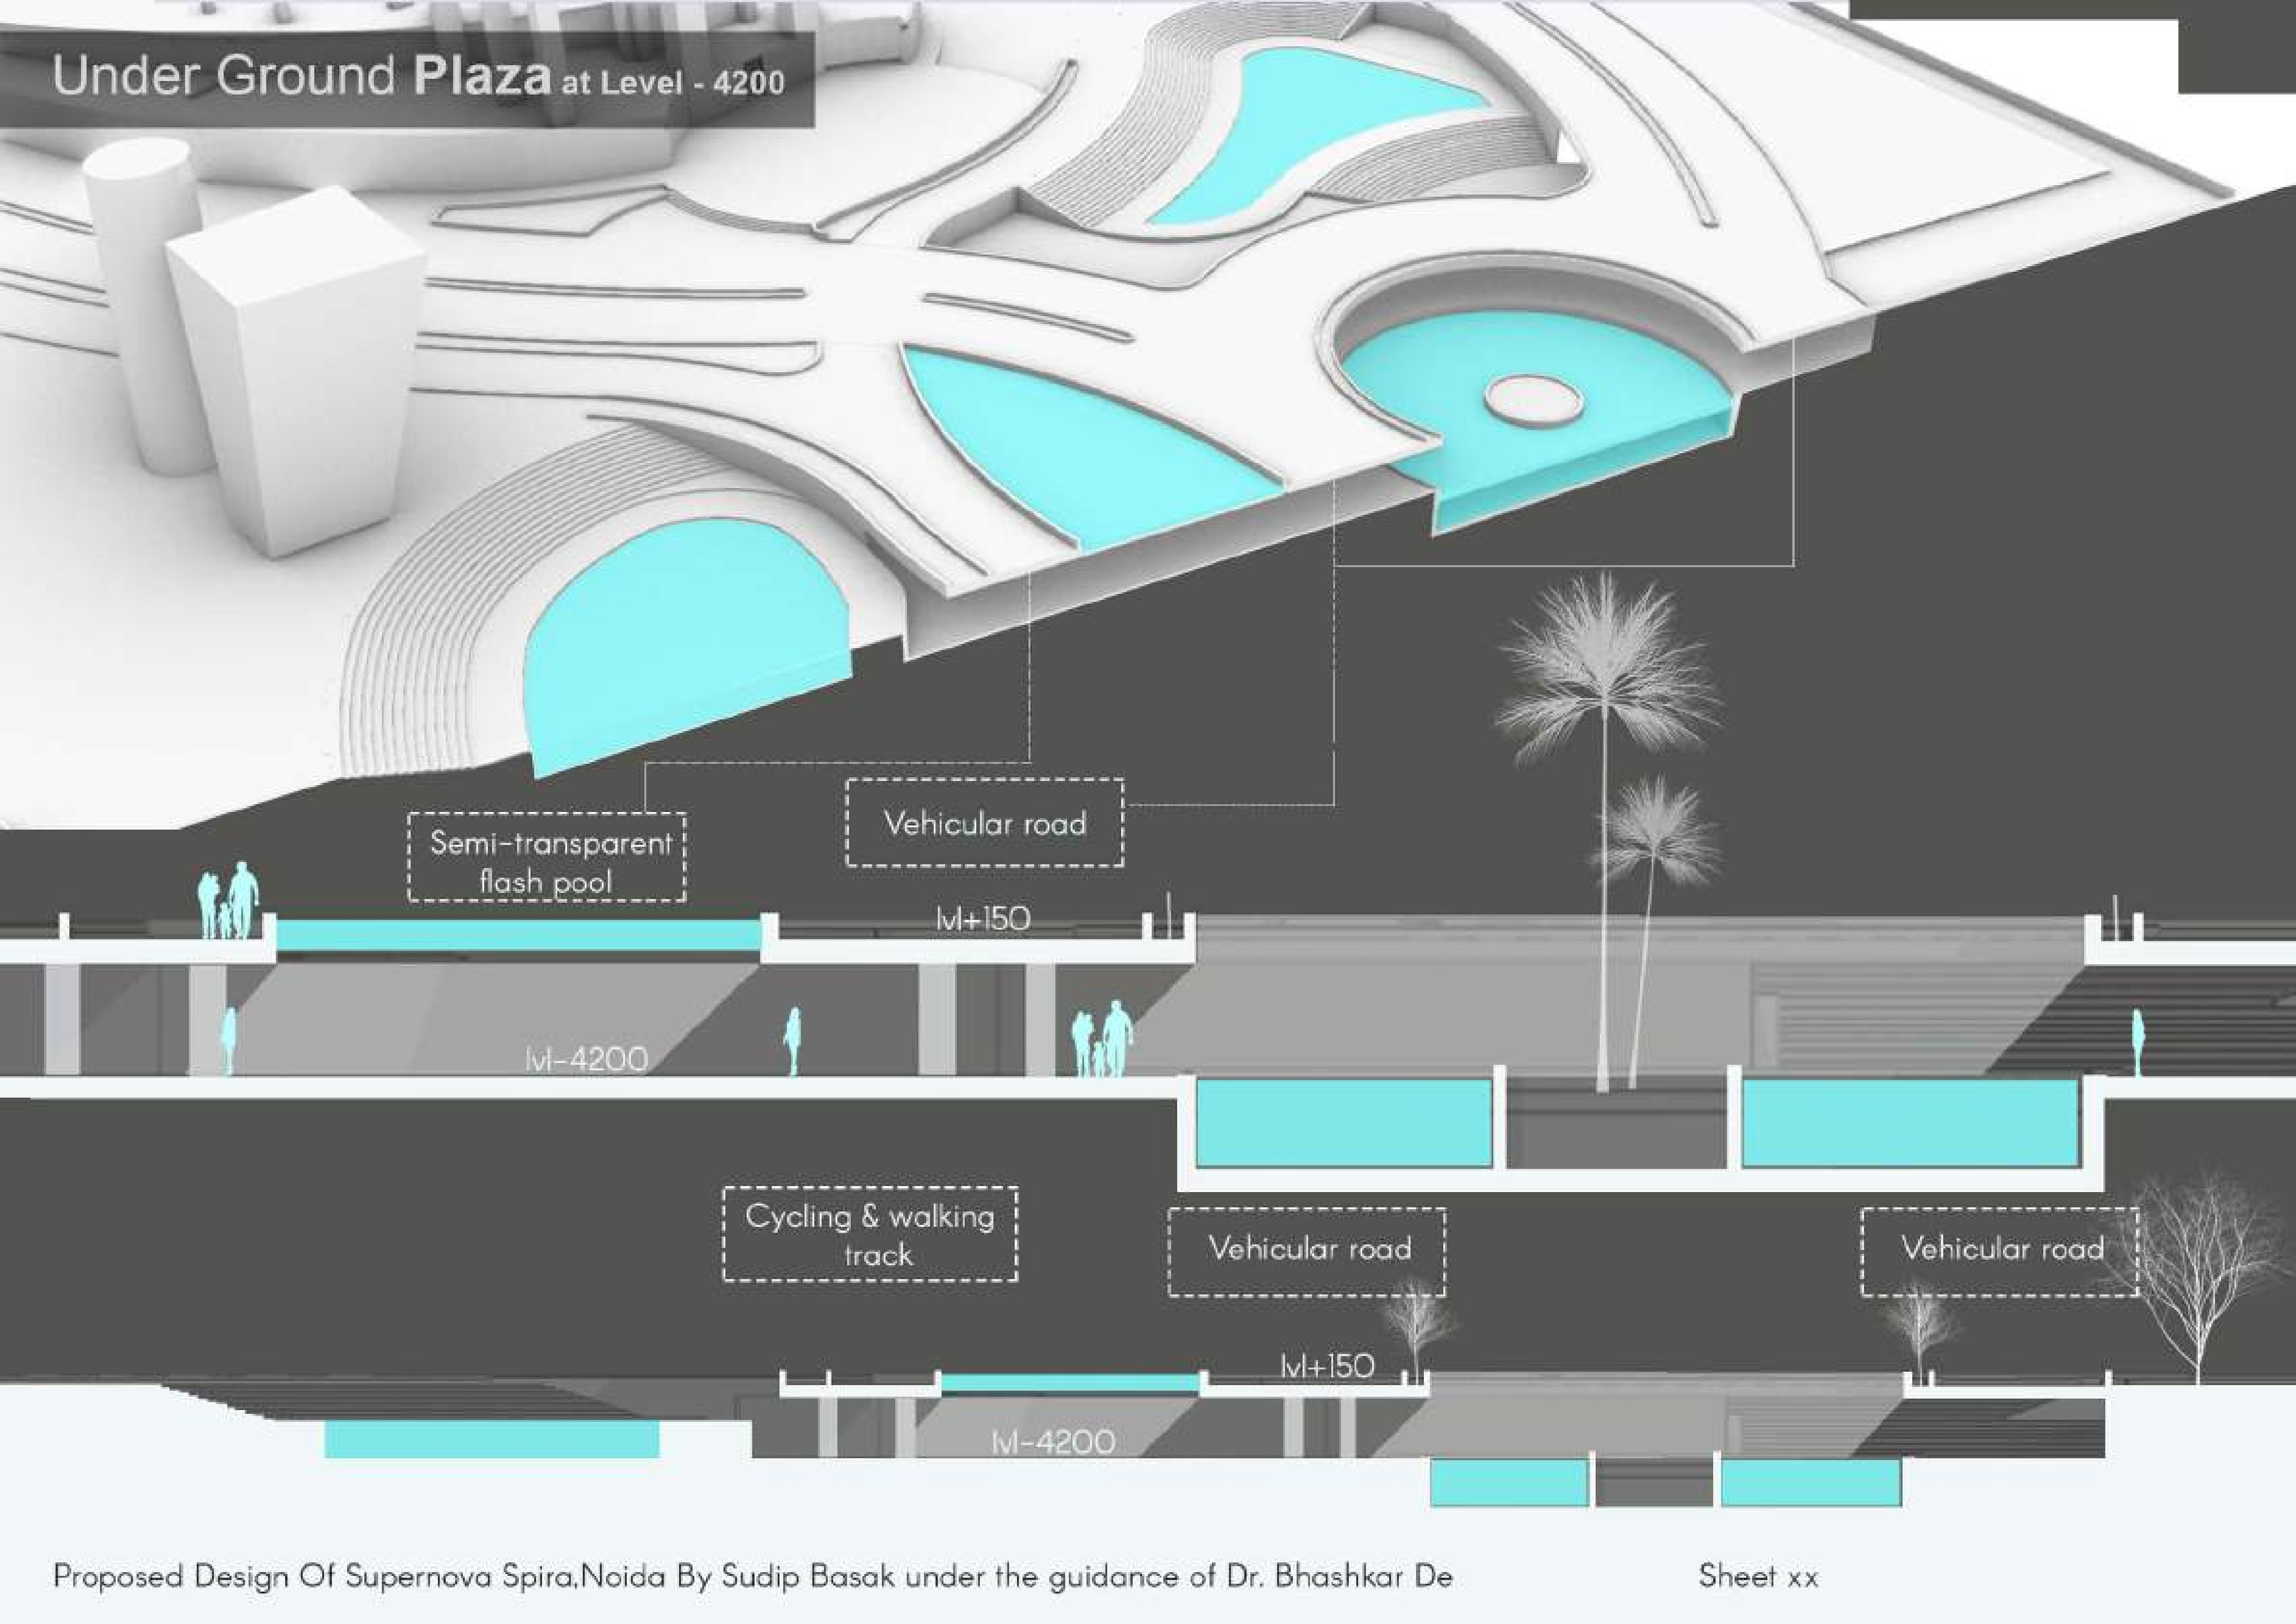 Under Ground Plaza at Level - 4200
Semi-transparent
flash pool
Vehicular road
lvl+150
lvl-4200
Cycling & walking
track
Vehicular road
Vehicular road
lvl+150
lvl-4200
Proposed Design Of Supernova Spira,Noida By Sudip Basak under the guidance of Dr. Bhashkar De
Sheet xx